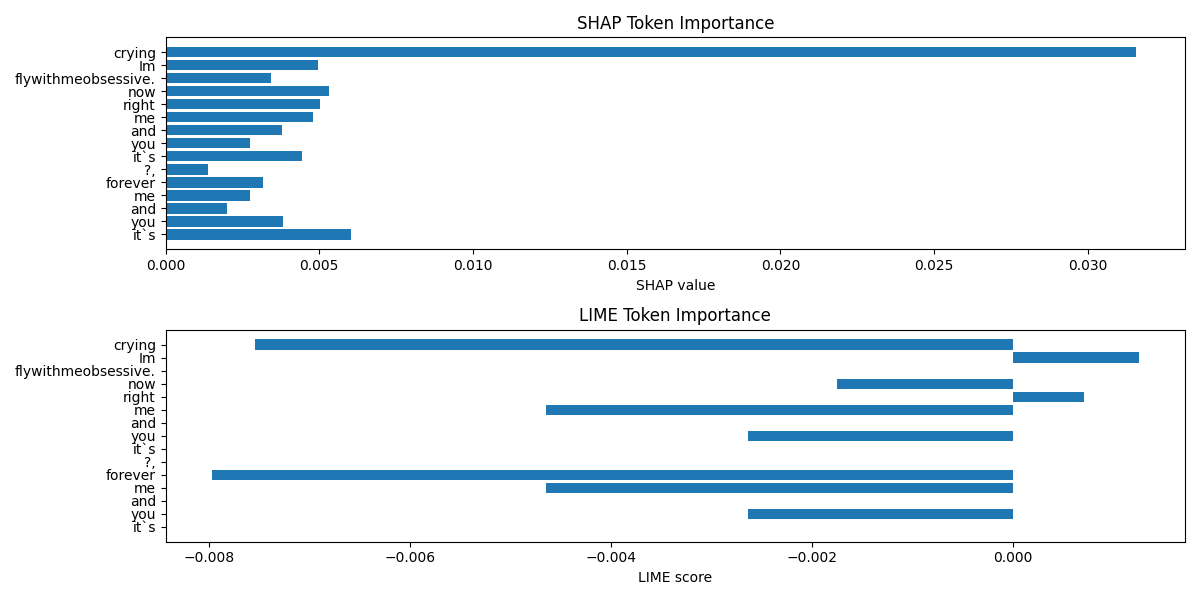 SHAP Token Importance
crying
Im
flywithmeobsessive.
now
right
me
and
you
it`s
?,
forever
me
and
you
it`s
0.000 0.005 0.010 0.015 0.020 0.025 0.030
SHAP value
LIME Token Importance
crying
Im
flywithmeobsessive.
now
right
me
and
you
it`s
?,
forever
me
and
you
it`s
−0.008 −0.006 −0.004 −0.002 0.000
LIME score